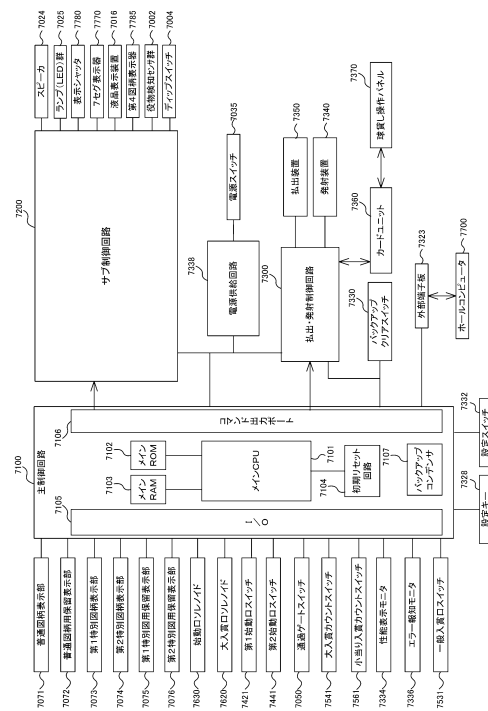 7071
普通図柄表示部
7072
普通図柄用保留表示部
7073
第1特別図柄表示部
7074
第2特別図柄表示部
7075
第1特別図用保留表示部
7076
第2特別図用保留表示部
7630
始動口ソレノイド
7620
大入賞口ソレノイド
7421
第1始動口スイッチ
7441
第2始動口スイッチ
7050
通過ゲートスイッチ
7541
大入賞カウントスイッチ
7561
小当り入賞カウントスイッチ
7334
性能表示モニタ
7336
エラー報知モニタ
7531
一般入賞口スイッチ
7100
主制御回路
7105
I/O
7103
メイン
RAM
7102
メイン
ROM
7101
メインCPU
7104
初期リセット
回路
7107
バックアップ
コンデンサ
7106
コマンド出力ポート
7328
設定キー
7332
設定スイッチ
7200
サブ制御回路
7024
スピーカ
7025
ランプ(LED)群
7780
表示シャッタ
7770
7セグ表示器
7016
液晶表示装置
7785
第4図柄表示器
7002
役物検知センサ群
7004
ディップスイッチ
7338
電源供給回路
7035
電源スイッチ
7300
払出・発射制御回路
7350
払出装置
7340
発射装置
7360
カードユニット
7370
球貸し操作パネル
7330
バックアップ
クリアスイッチ
7323
外部端子板
7700
ホールコンピュータ